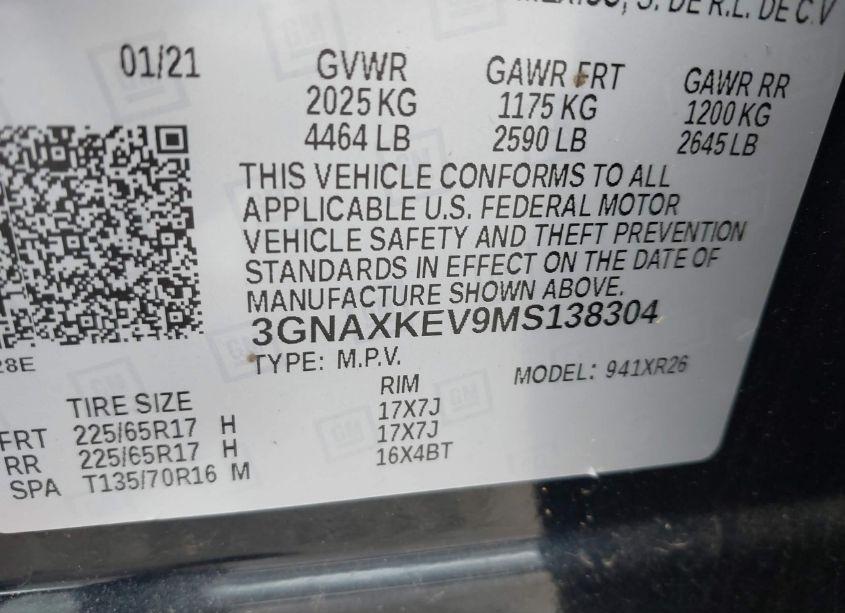 MEXICO, S. DE R.L. DE C.V
01/21 GVWR GAWR FRT GAWR RR
2025 KG 1175 KG 1200 KG
4464 LB 2590 LB 2645 LB
THIS VEHICLE CONFORMS TO ALL
APPLICABLE U.S. FEDERAL MOTOR
VEHICLE SAFETY AND THEFT PREVENTION
STANDARDS IN EFFECT ON THE DATE OF
MANUFACTURE SHOWN ABOVE.
3GNAXKEV9MS138304
28E
TYPE: M.P.V. MODEL: 941XR26
TIRE SIZE RIM
FRT 225/65R17 H 17X7J
RR 225/65R17 H 17X7J
SPA T135/70R16 M 16X4BT